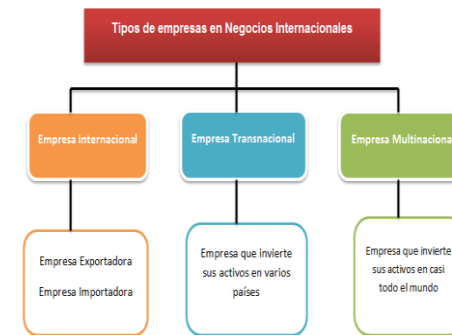 Tipos de empresas en Negocios Internacionales
Empresa Internacional
Empresa Transnacional
Empresa Multinacional
Empresa Exportadora
Empresa Importadora
Empresa que invierte
sus activos en varios
países
Empresa que invierte
sus activos en casi
todo el mundo